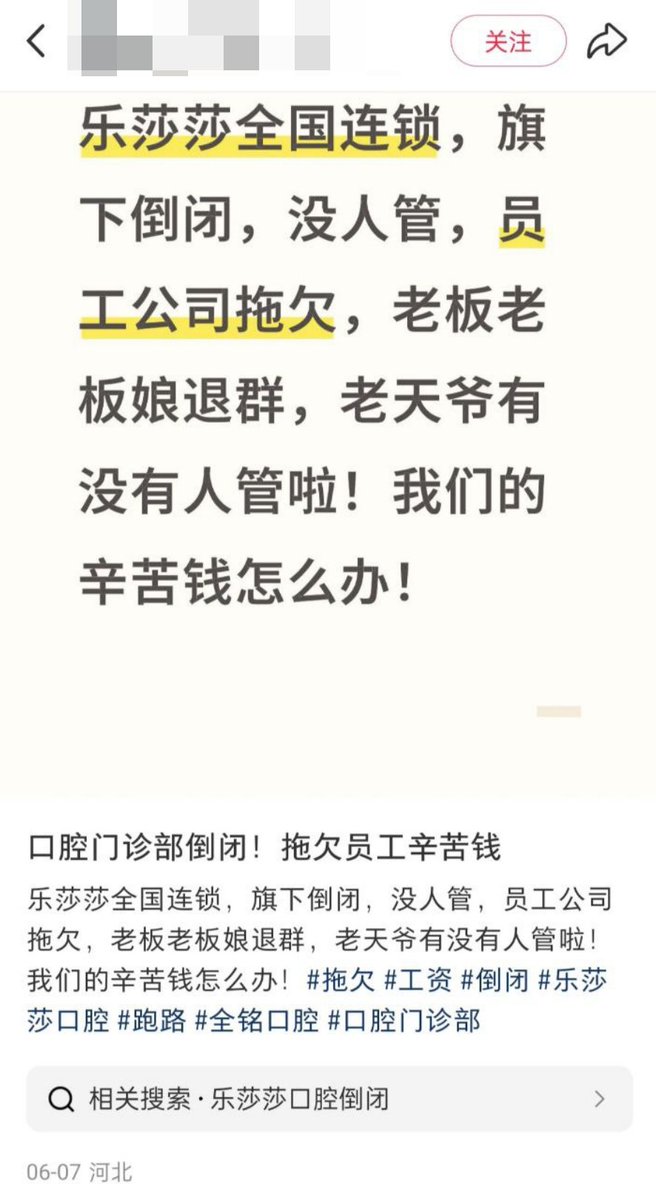 关注
乐莎莎全国连锁，旗
下倒闭，没人管，员
工公司拖欠，老板老
板娘退群，老天爷有
没有人管啦！我们的
辛苦钱怎么办！
口腔门诊部倒闭！拖欠员工辛苦钱
乐莎莎全国连锁，旗下倒闭，没人管，员工公司
拖欠，老板老板娘退群，老天爷有没有人管啦！
我们的辛苦钱怎么办！#拖欠 #工资 #倒闭 #乐莎
莎口腔 #跑路 #全铭口腔 #口腔门诊部
相关搜索·乐莎莎口腔倒闭
06-07 河北